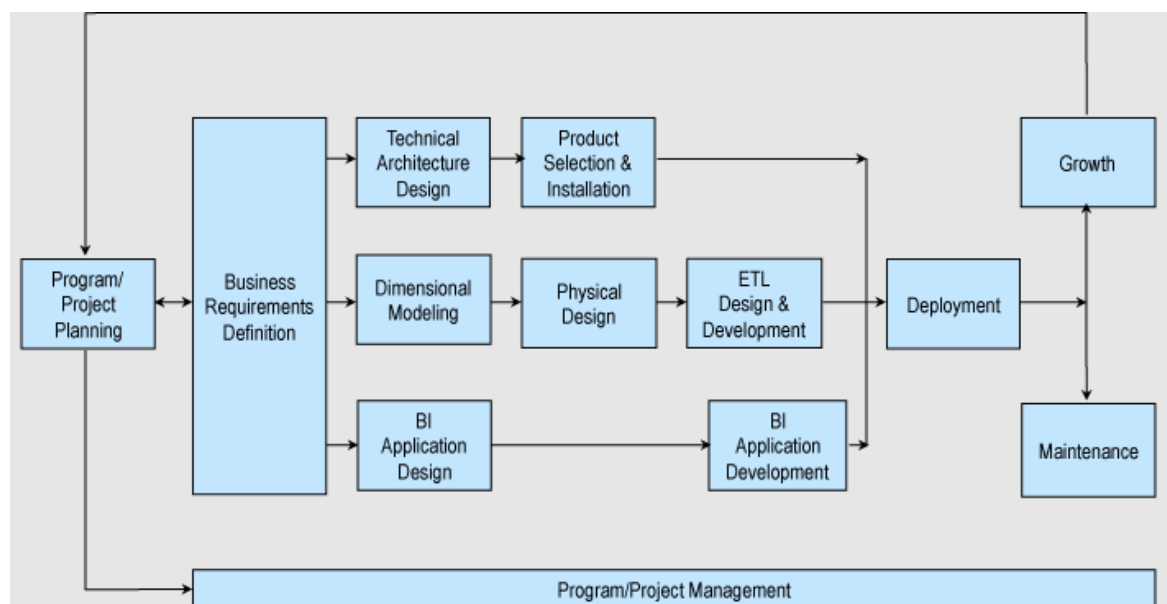 Technical
Architecture
Design
Product
Selection &
Installation
Growth
Program/
Project
Planning
Business
Requirements
Definition
Dimensional
Modeling
Physical
Design
ETL
Design &
Development
Deployment
BI
Application
Design
BI
Application
Development
Maintenance
Program/Project Management